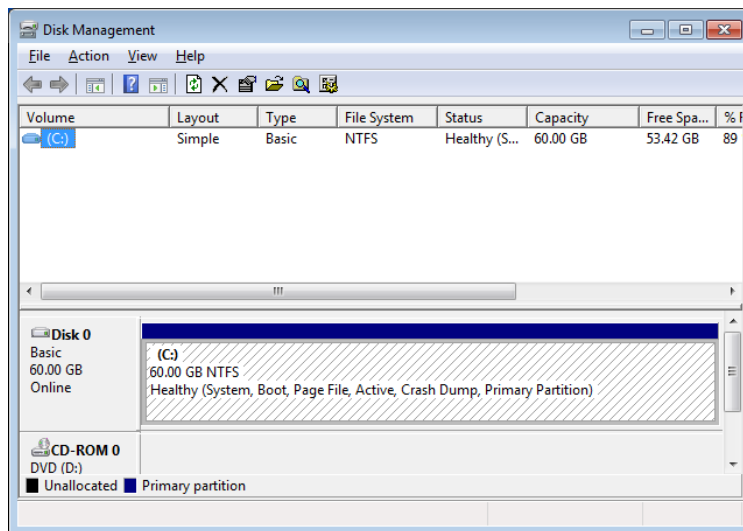 Disk Management
File Action View Help
Volume Layout Type File System Status Capacity Free Spa... %
(C:) Simple Basic NTFS Healthy (S... 60.00 GB 53.42 GB 89
Disk 0
Basic
60.00 GB
Online
(C:)
60.00 GB NTFS
Healthy (System, Boot, Page File, Active, Crash Dump, Primary Partition)
CD-ROM 0
DVD (D:)
Unallocated Primary partition